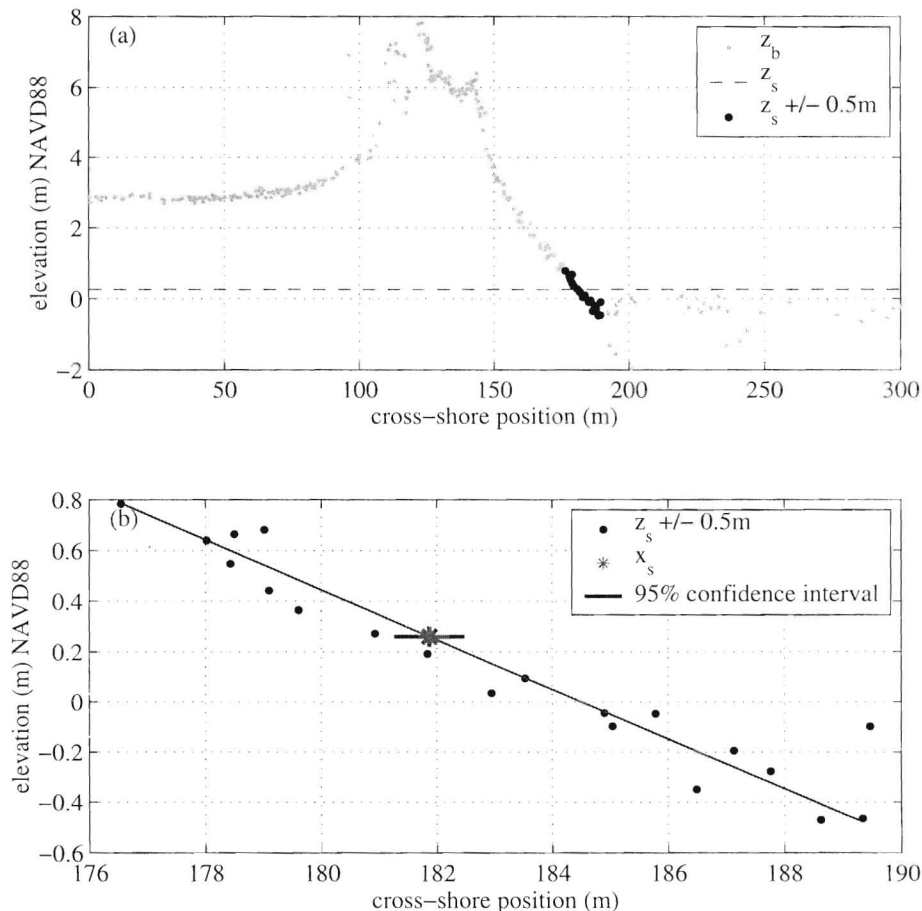 (a)
z_b
z_s
z_s +/- 0.5m
elevation (m) NAVD88
8
6
4
2
0
−2
0 50 100 150 200 250 300
cross−shore position (m)
(b)
z_s +/- 0.5m
x_s
95% confidence interval
elevation (m) NAVD88
0.8
0.6
0.4
0.2
0
−0.2
−0.4
−0.6
176 178 180 182 184 186 188 190
cross−shore position (m)